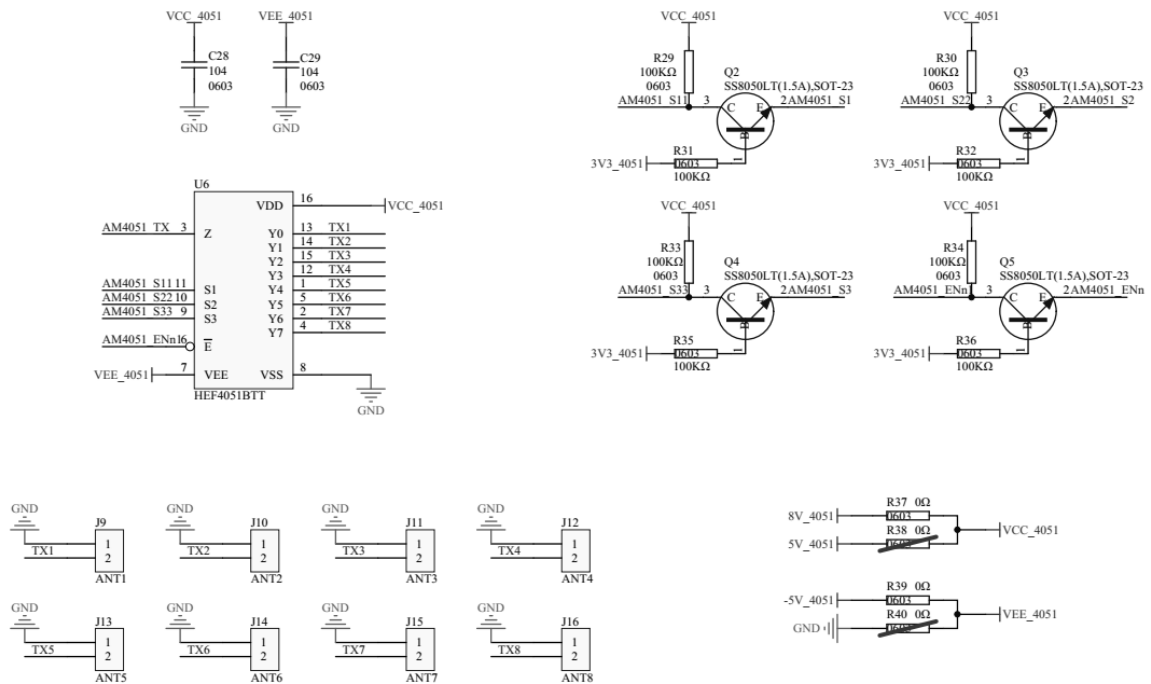 VCC_4051
VEE_4051
C28
104
0603
C29
104
0603
GND
GND
VCC_4051
R29
100KΩ
0603
Q2
SS8050LT(1.5A),SOT-23
AM4051_S11 3 C E 2 AM4051_S1
B
1
R31
3V3_4051 0603
100KΩ
VCC_4051
R30
100KΩ
0603
Q3
SS8050LT(1.5A),SOT-23
AM4051_S22 3 C E 2 AM4051_S2
B
1
R32
3V3_4051 0603
100KΩ
U6
VDD 16 VCC_4051
AM4051_TX 3 Z
Y0 13 TX1
Y1 14 TX2
Y2 15 TX3
Y3 12 TX4
AM4051_S11 11 S1
Y4 1 TX5
AM4051_S22 10 S2
Y5 5 TX6
AM4051_S33 9 S3
Y6 2 TX7
Y7 4 TX8
AM4051_ENn1 6 E
VEE_4051 7 VEE
VSS 8
HEF4051BTT
GND
VCC_4051
R33
100KΩ
0603
Q4
SS8050LT(1.5A),SOT-23
AM4051_S33 3 C E 2 AM4051_S3
B
1
R35
3V3_4051 0603
100KΩ
VCC_4051
R34
100KΩ
0603
Q5
SS8050LT(1.5A),SOT-23
AM4051_ENn1 3 C E 2 AM4051_ENn
B
1
R36
3V3_4051 0603
100KΩ
GND
J9
1
TX1 2
ANT1
GND
J10
1
TX2 2
ANT2
GND
J11
1
TX3 2
ANT3
GND
J12
1
TX4 2
ANT4
GND
J13
1
TX5 2
ANT5
GND
J14
1
TX6 2
ANT6
GND
J15
1
TX7 2
ANT7
GND
J16
1
TX8 2
ANT8
R37 0Ω
8V_4051 0603
R38 0Ω
5V_4051
VCC_4051
R39 0Ω
-5V_4051 0603
R40 0Ω
GND
VEE_4051